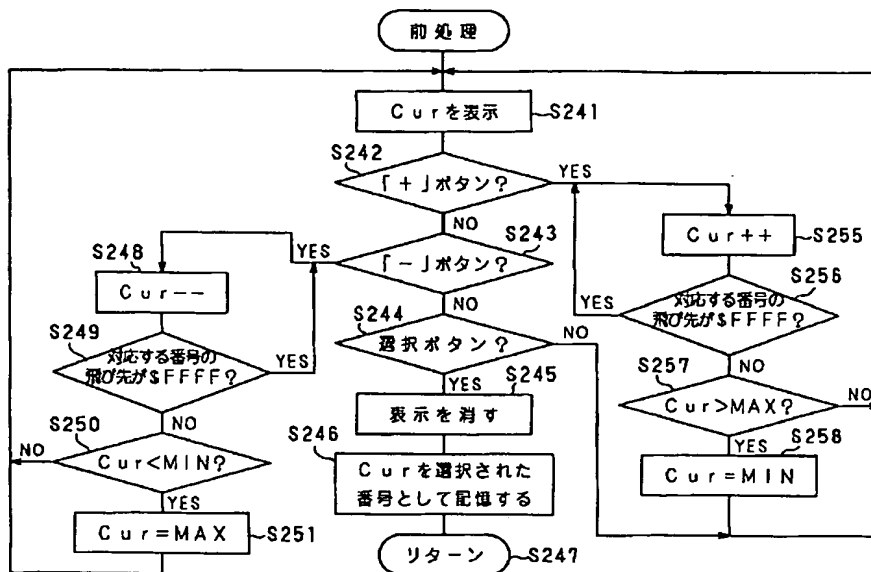 前処理
Curを表示
S241
S242
「+」ボタン?
YES
NO
S243
「-」ボタン?
YES
NO
S244
選択ボタン?
NO
YES
S245
表示を消す
S246
Curを選択された
番号として記憶する
リターン
S247
S248
Cur--
S249
対応する番号の
飛び先が$FFFF?
YES
NO
S250
Cur<MIN?
NO
YES
Cur=MAX
S251
Cur++
S255
S256
対応する番号の
飛び先が$FFFF?
YES
NO
S257
Cur>MAX?
NO
YES
S258
Cur=MIN